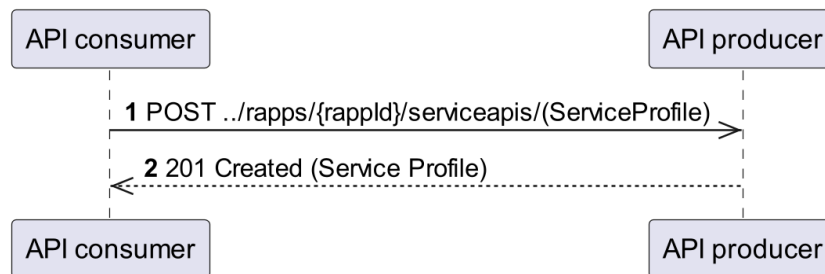 API consumer
API producer
1 POST ../rapps/{rappId}/serviceapis/(ServiceProfile)
2 201 Created (Service Profile)
API consumer
API producer